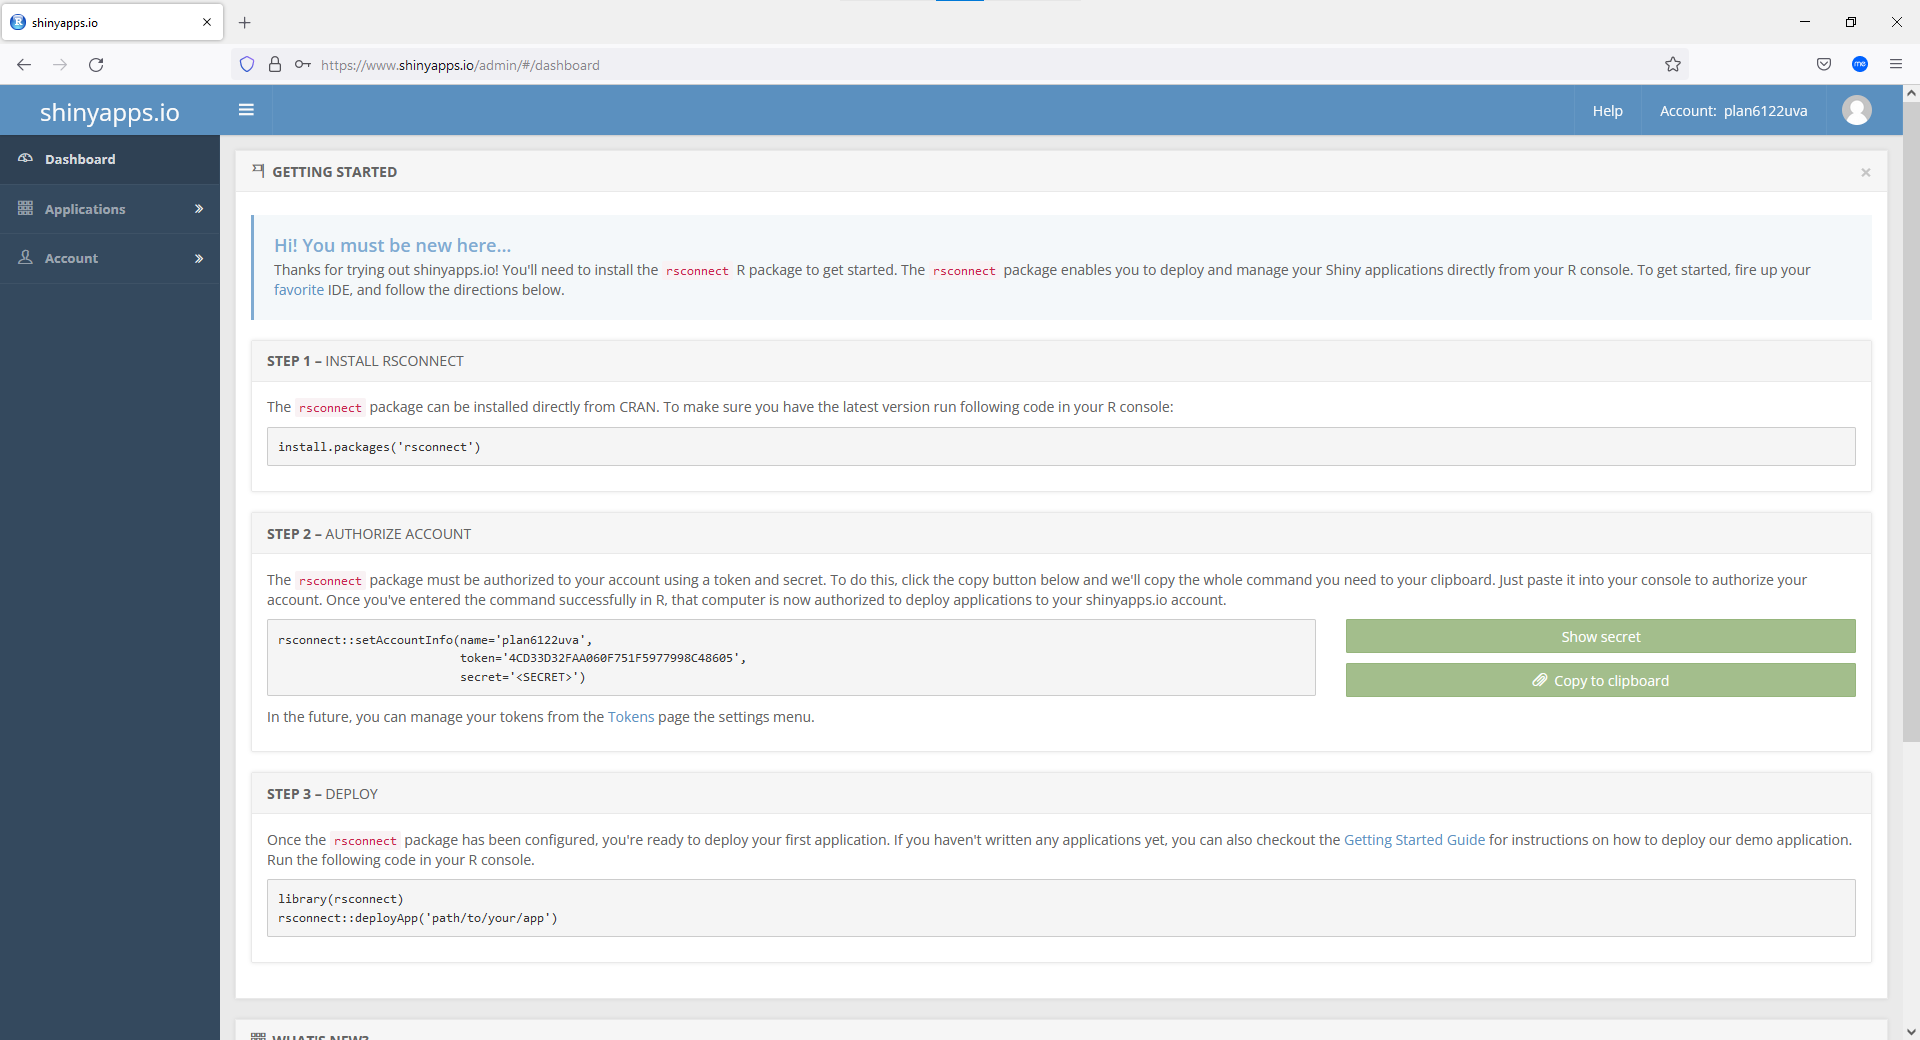 shinyapps.io
https://www.shinyapps.io/admin/#/dashboard
me
shinyapps.io
Help
Account: plan6122uva
Dashboard
Applications
Account
GETTING STARTED
Hi! You must be new here...
Thanks for trying out shinyapps.io! You'll need to install the rsconnect R package to get started. The rsconnect package enables you to deploy and manage your Shiny applications directly from your R console. To get started, fire up your
favorite IDE, and follow the directions below.
STEP 1 – INSTALL RSCONNECT
The rsconnect package can be installed directly from CRAN. To make sure you have the latest version run following code in your R console:
install.packages('rsconnect')
STEP 2 – AUTHORIZE ACCOUNT
The rsconnect package must be authorized to your account using a token and secret. To do this, click the copy button below and we'll copy the whole command you need to your clipboard. Just paste it into your console to authorize your
account. Once you've entered the command successfully in R, that computer is now authorized to deploy applications to your shinyapps.io account.
rsconnect::setAccountInfo(name='plan6122uva',
token='4CD33D32FAA060F751F5977998C48605',
secret='<SECRET>')
Show secret
Copy to clipboard
In the future, you can manage your tokens from the Tokens page the settings menu.
STEP 3 – DEPLOY
Once the rsconnect package has been configured, you're ready to deploy your first application. If you haven't written any applications yet, you can also checkout the Getting Started Guide for instructions on how to deploy our demo application.
Run the following code in your R console.
library(rsconnect)
rsconnect::deployApp('path/to/your/app')
WHAT'S NEW?